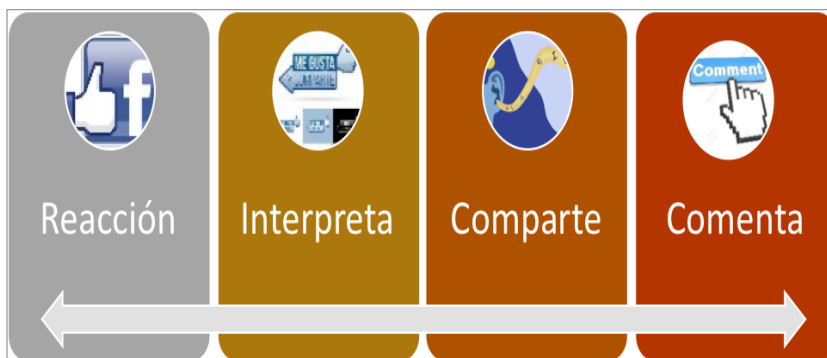 f
ME GUSTA
COMPARTE
Comment
Reacción
Interpreta
Comparte
Comenta